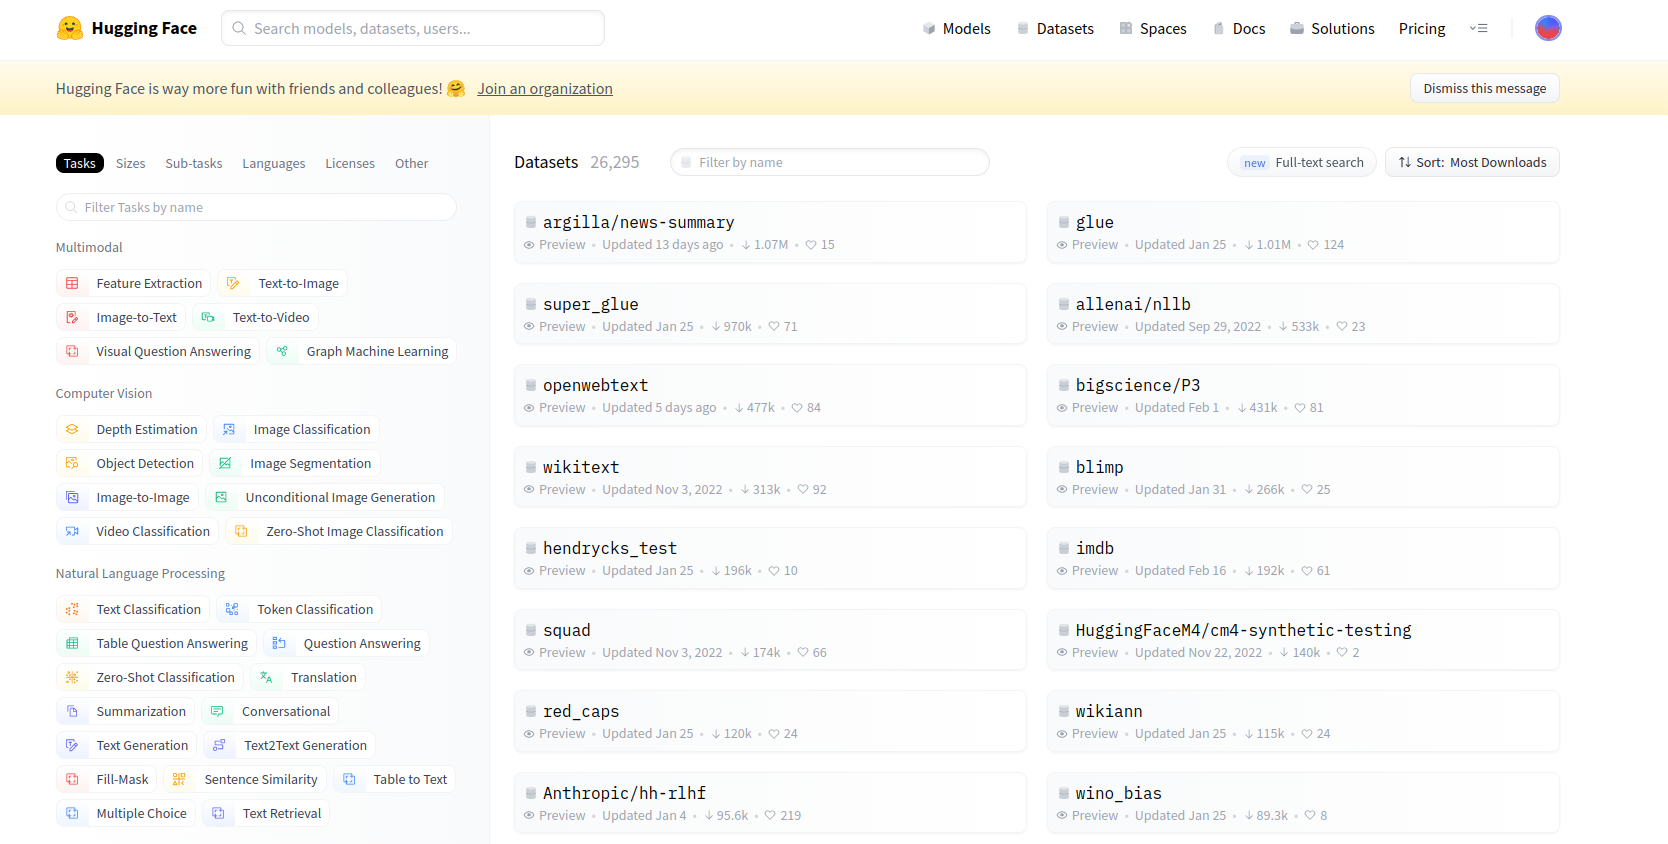 Hugging Face
Search models, datasets, users...
Models
Datasets
Spaces
Docs
Solutions
Pricing
Hugging Face is way more fun with friends and colleagues! 🤗 Join an organization
Dismiss this message
Tasks Sizes Sub-tasks Languages Licenses Other
Filter Tasks by name
Multimodal
Feature Extraction Text-to-Image
Image-to-Text Text-to-Video
Visual Question Answering Graph Machine Learning
Computer Vision
Depth Estimation Image Classification
Object Detection Image Segmentation
Image-to-Image Unconditional Image Generation
Video Classification Zero-Shot Image Classification
Natural Language Processing
Text Classification Token Classification
Table Question Answering Question Answering
Zero-Shot Classification Translation
Summarization Conversational
Text Generation Text2Text Generation
Fill-Mask Sentence Similarity Table to Text
Multiple Choice Text Retrieval
Datasets 26,295
Filter by name
new Full-text search
Sort: Most Downloads
argilla/news-summary
Preview • Updated 13 days ago • ↓ 1.07M • ♡ 15
glue
Preview • Updated Jan 25 • ↓ 1.01M • ♡ 124
super_glue
Preview • Updated Jan 25 • ↓ 970k • ♡ 71
allenai/nllb
Preview • Updated Sep 29, 2022 • ↓ 533k • ♡ 23
openwebtext
Preview • Updated 5 days ago • ↓ 477k • ♡ 84
bigscience/P3
Preview • Updated Feb 1 • ↓ 431k • ♡ 81
wikitext
Preview • Updated Nov 3, 2022 • ↓ 313k • ♡ 92
blimp
Preview • Updated Jan 31 • ↓ 266k • ♡ 25
hendrycks_test
Preview • Updated Jan 25 • ↓ 196k • ♡ 10
imdb
Preview • Updated Feb 16 • ↓ 192k • ♡ 61
squad
Preview • Updated Nov 3, 2022 • ↓ 174k • ♡ 66
HuggingFaceM4/cm4-synthetic-testing
Preview • Updated Nov 22, 2022 • ↓ 140k • ♡ 2
red_caps
Preview • Updated Jan 25 • ↓ 120k • ♡ 24
wikiann
Preview • Updated Jan 25 • ↓ 115k • ♡ 24
Anthropic/hh-rlhf
Preview • Updated Jan 4 • ↓ 95.6k • ♡ 219
wino_bias
Preview • Updated Jan 25 • ↓ 89.3k • ♡ 8